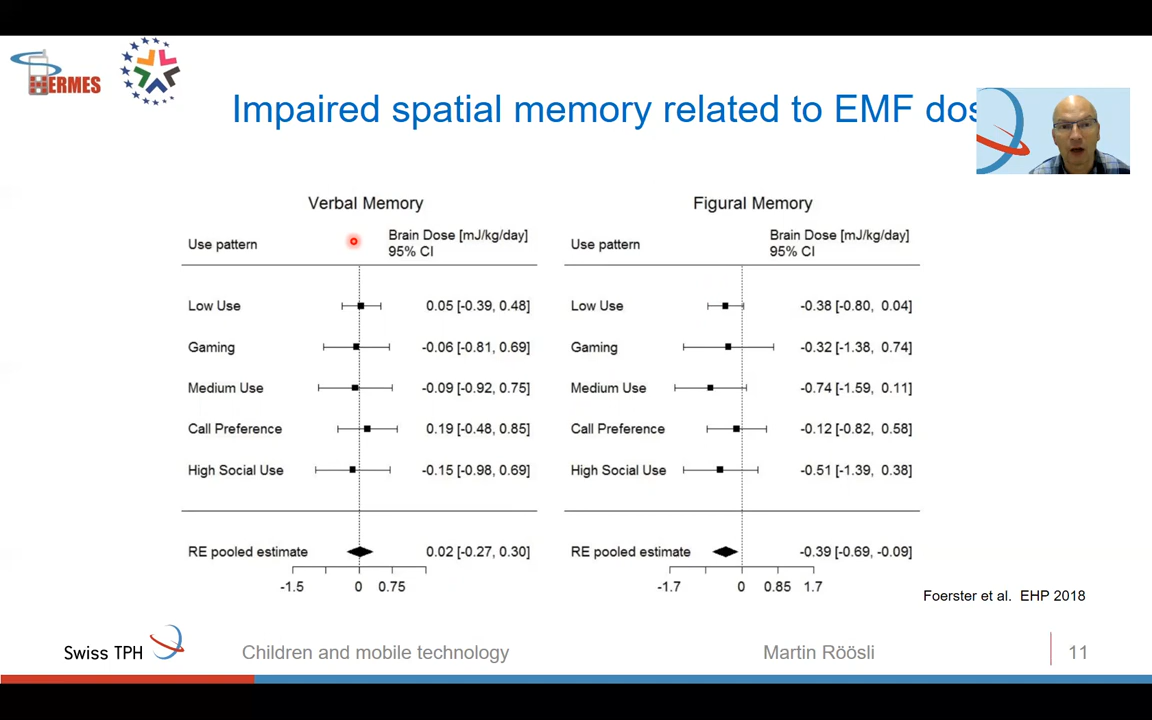 HERMES
Impaired spatial memory related to EMF dos
Verbal Memory
Use pattern
Brain Dose [mJ/kg/day]
95% CI
Low Use 0.05 [-0.39, 0.48]
Gaming -0.06 [-0.81, 0.69]
Medium Use -0.09 [-0.92, 0.75]
Call Preference 0.19 [-0.48, 0.85]
High Social Use -0.15 [-0.98, 0.69]
RE pooled estimate 0.02 [-0.27, 0.30]
-1.5 0 0.75
Figural Memory
Use pattern
Brain Dose [mJ/kg/day]
95% CI
Low Use -0.38 [-0.80, 0.04]
Gaming -0.32 [-1.38, 0.74]
Medium Use -0.74 [-1.59, 0.11]
Call Preference -0.12 [-0.82, 0.58]
High Social Use -0.51 [-1.39, 0.38]
RE pooled estimate -0.39 [-0.69, -0.09]
-1.7 0 0.85 1.7
Foerster et al. EHP 2018
Swiss TPH
Children and mobile technology
Martin Röösli
11